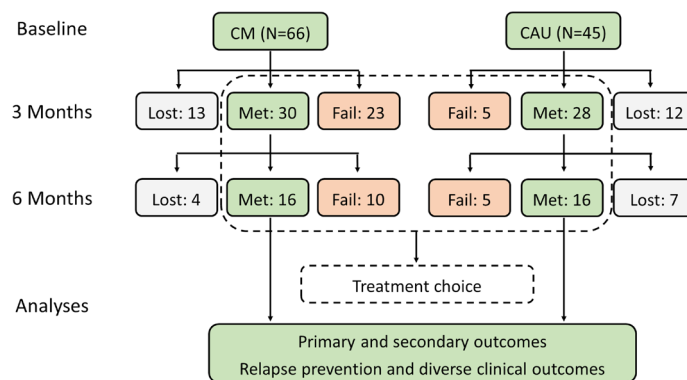 Baseline
CM (N=66)
CAU (N=45)
3 Months
Lost: 13
Met: 30
Fail: 23
Fail: 5
Met: 28
Lost: 12
6 Months
Lost: 4
Met: 16
Fail: 10
Fail: 5
Met: 16
Lost: 7
Treatment choice
Analyses
Primary and secondary outcomes
Relapse prevention and diverse clinical outcomes